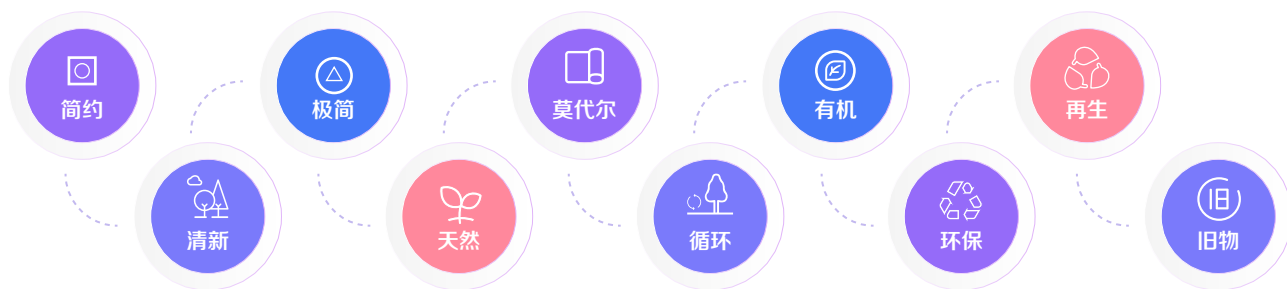 简约
清新
极简
天然
莫代尔
循环
有机
环保
再生
旧
旧物